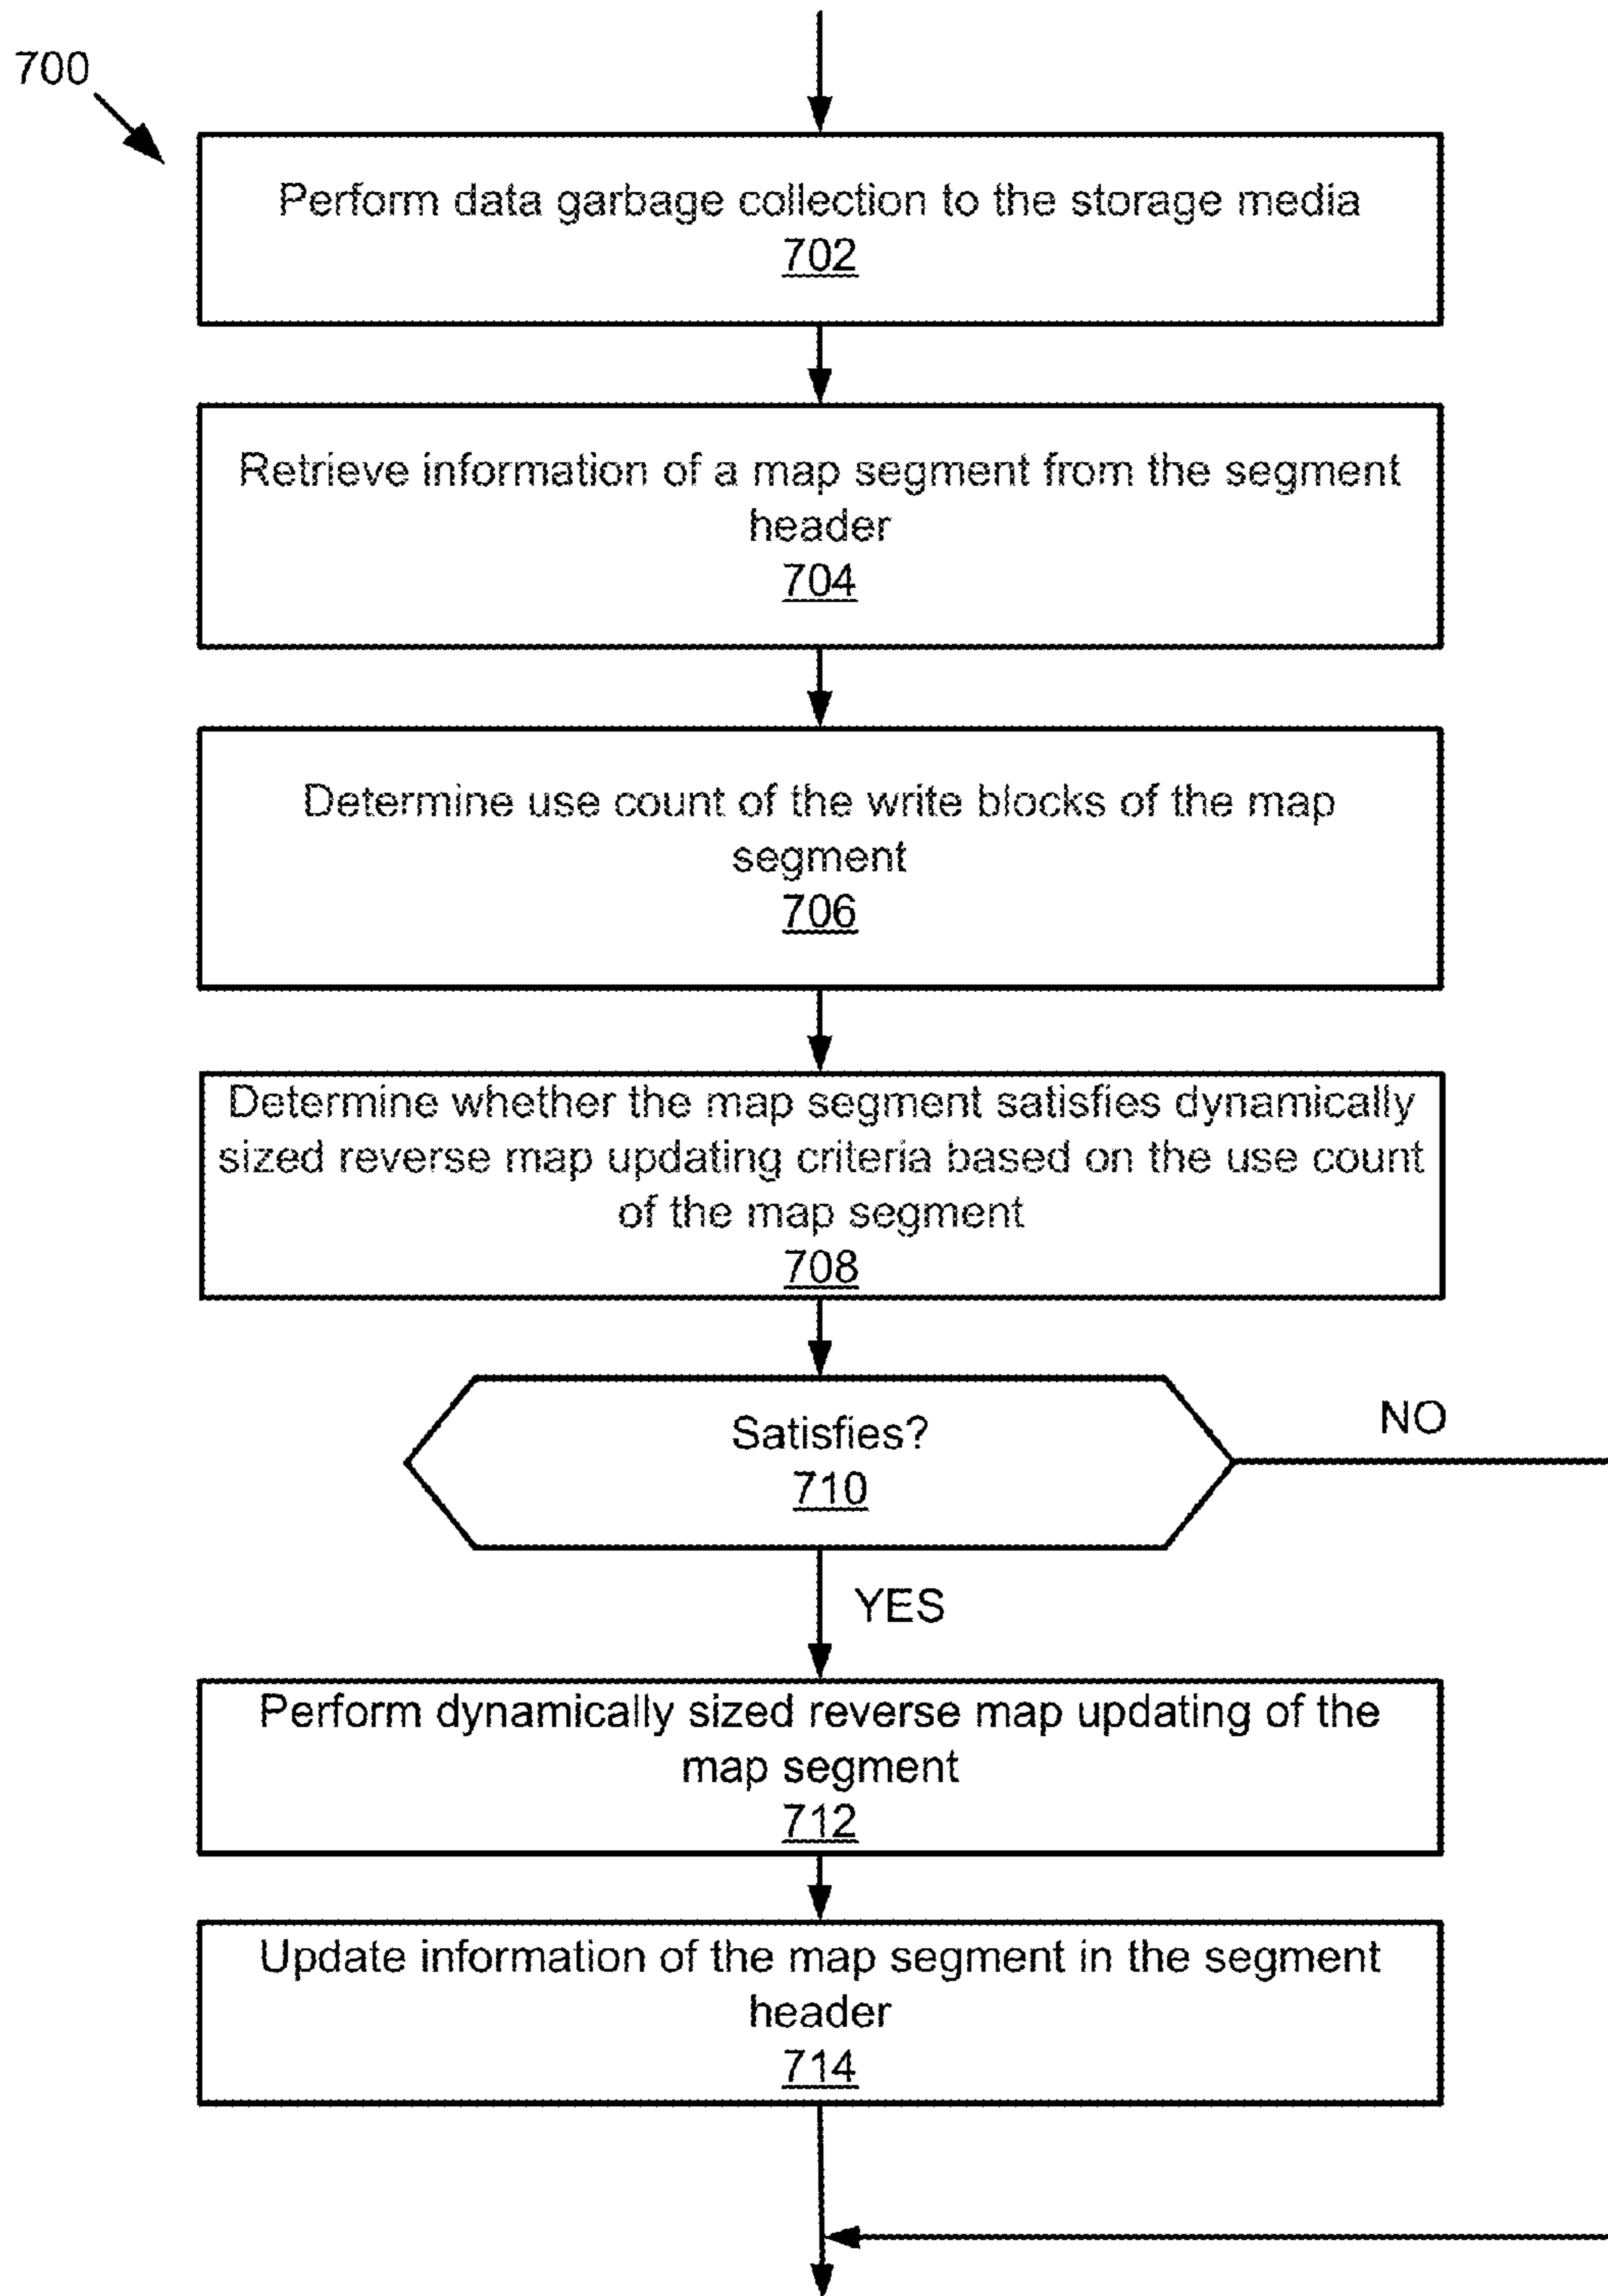 700
Perform data garbage collection to the storage media
702
Retrieve information of a map segment from the segment
header
704
Determine use count of the write blocks of the map
segment
706
Determine whether the map segment satisfies dynamically
sized reverse map updating criteria based on the use count
of the map segment
708
Satisfies?
710
NO
YES
Perform dynamically sized reverse map updating of the
map segment
712
Update information of the map segment in the segment
header
714